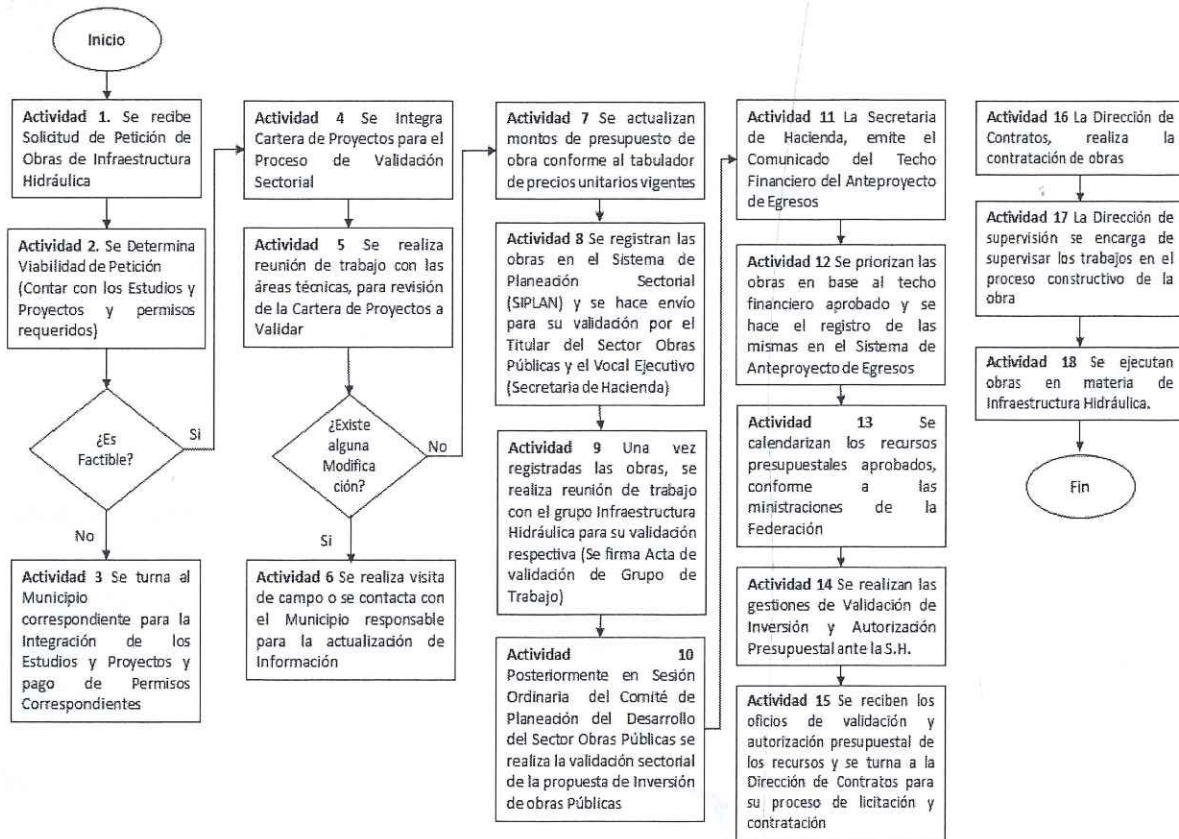 Inicio
Actividad 1. Se recibe
Solicitud de Petición de
Obras de Infraestructura
Hidráulica
Actividad 2. Se Determina
Viabilidad de Petición
(Contar con los Estudios y
Proyectos y permisos
requeridos)
¿Es
Factible?
Si
No
Actividad 3 Se turna al
Municipio
correspondiente para la
Integración de los
Estudios y Proyectos y
pago de Permisos
Correspondientes
Actividad 4 Se Integra
Cartera de Proyectos para el
Proceso de Validación
Sectorial
Actividad 5 Se realiza
reunión de trabajo con las
áreas técnicas, para revisión
de la Cartera de Proyectos a
Validar
¿Existe
alguna
Modifica
ción?
No
Si
Actividad 6 Se realiza visita
de campo o se contacta con
el Municipio responsable
para la actualización de
Información
Actividad 7 Se actualizan
montos de presupuesto de
obra conforme al tabulador
de precios unitarios vigentes
Actividad 8 Se registran las
obras en el Sistema de
Planeación Sectorial
(SIPLAN) y se hace envío
para su validación por el
Titular del Sector Obras
Públicas y el Vocal Ejecutivo
(Secretaria de Hacienda)
Actividad 9 Una vez
registradas las obras, se
realiza reunión de trabajo
con el grupo Infraestructura
Hidráulica para su validación
respectiva (Se firma Acta de
validación de Grupo de
Trabajo)
Actividad 10
Posteriormente en Sesión
Ordinaria del Comité de
Planeación del Desarrollo
del Sector Obras Públicas se
realiza la validación sectorial
de la propuesta de Inversión
de obras Públicas
Actividad 11 La Secretaria
de Hacienda, emite el
Comunicado del Techo
Financiero del Anteproyecto
de Egresos
Actividad 12 Se priorizan las
obras en base al techo
financiero aprobado y se
hace el registro de las
mismas en el Sistema de
Anteproyecto de Egresos
Actividad 13 Se
calendarizan los recursos
presupuestales aprobados,
conforme a las
ministraciones de la
Federación
Actividad 14 Se realizan las
gestiones de Validación de
Inversión y Autorización
Presupuestal ante la S.H.
Actividad 15 Se reciben los
oficios de validación y
autorización presupuestal de
los recursos y se turna a la
Dirección de Contratos para
su proceso de licitación y
contratación
Actividad 16 La Dirección de
Contratos, realiza la
contratación de obras
Actividad 17 La Dirección de
supervisión se encarga de
supervisar los trabajos en el
proceso constructivo de la
obra
Actividad 18 Se ejecutan
obras en materia de
Infraestructura Hidráulica.
Fin